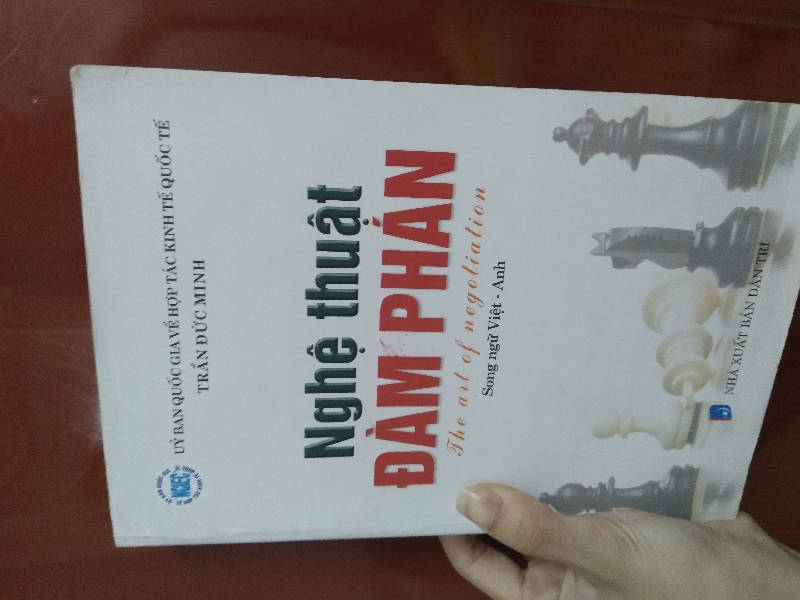 NCIEC
UỶ BAN QUỐC GIA VỀ HỢP TÁC KINH TẾ QUỐC TẾ
TRẦN ĐỨC MINH
Nghệ thuật
ĐÀM PHÁN
The art of negotiation
Song ngữ Việt - Anh
NHÀ XUẤT BẢN DÂN TRÍ